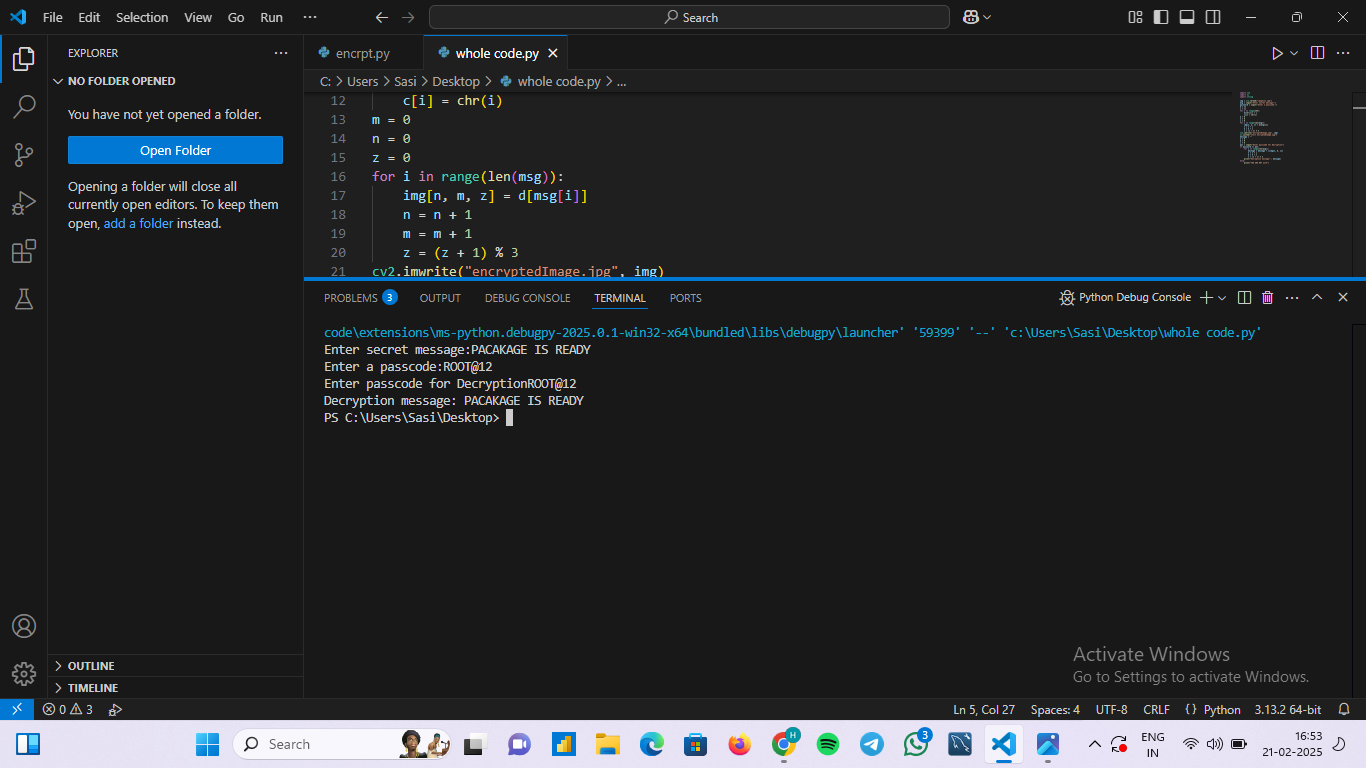 File Edit Selection View Go Run ··· Search
EXPLORER ···
NO FOLDER OPENED
You have not yet opened a folder.
Open Folder
Opening a folder will close all
currently open editors. To keep them
open, add a folder instead.
OUTLINE
TIMELINE
encrpt.py whole code.py
C: > Users > Sasi > Desktop > whole code.py > ...
12 c[i] = chr(i)
13 m = 0
14 n = 0
15 z = 0
16 for i in range(len(msg)):
17 img[n, m, z] = d[msg[i]]
18 n = n + 1
19 m = m + 1
20 z = (z + 1) % 3
21 cv2.imwrite("encryptedImage.jpg", img)
PROBLEMS 3 OUTPUT DEBUG CONSOLE TERMINAL PORTS Python Debug Console
code\extensions\ms-python.debugpy-2025.0.1-win32-x64\bundled\libs\debugpy\launcher' '59399' '--' 'c:\Users\Sasi\Desktop\whole code.py'
Enter secret message:PACAKAGE IS READY
Enter a passcode:ROOT@12
Enter passcode for DecryptionROOT@12
Decryption message: PACAKAGE IS READY
PS C:\Users\Sasi\Desktop>
Activate Windows
Go to Settings to activate Windows.
0 3 Ln 5, Col 27 Spaces: 4 UTF-8 CRLF {} Python 3.13.2 64-bit
Search H 3 ENG 16:53
IN 21-02-2025